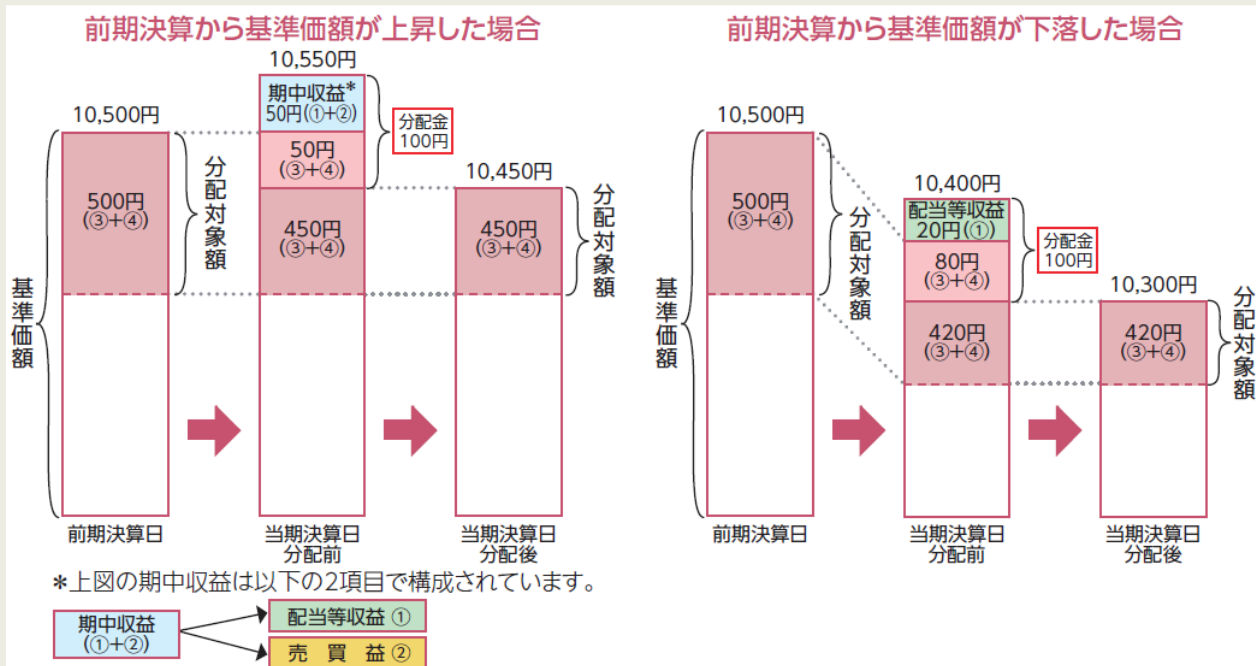 前期決算から基準価額が上昇した場合
10,500円
500円
(③+④)
分配対象額
基準価額
10,550円
期中収益*
50円(①+②)
50円
(③+④)
450円
(③+④)
分配金
100円
10,450円
450円
(③+④)
分配対象額
前期決算日
当期決算日
分配前
当期決算日
分配後
*上図の期中収益は以下の2項目で構成されています。
期中収益
(①+②)
配当等収益 ①
売 買 益 ②
前期決算から基準価額が下落した場合
10,500円
500円
(③+④)
分配対象額
基準価額
10,400円
配当等収益
20円(①)
80円
(③+④)
420円
(③+④)
分配金
100円
10,300円
420円
(③+④)
分配対象額
前期決算日
当期決算日
分配前
当期決算日
分配後